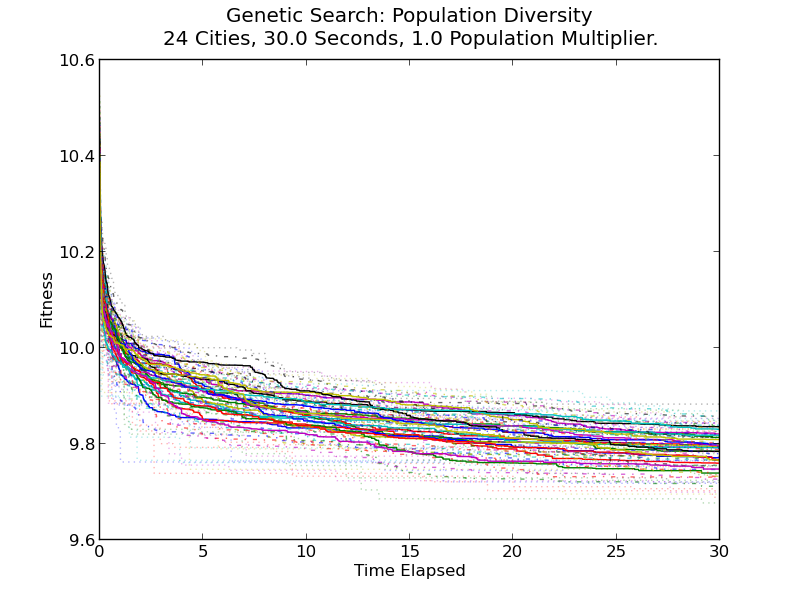 Genetic Search: Population Diversity
24 Cities, 30.0 Seconds, 1.0 Population Multiplier.
10.6
10.4
10.2
10.0
9.8
9.6
Fitness
0 5 10 15 20 25 30
Time Elapsed